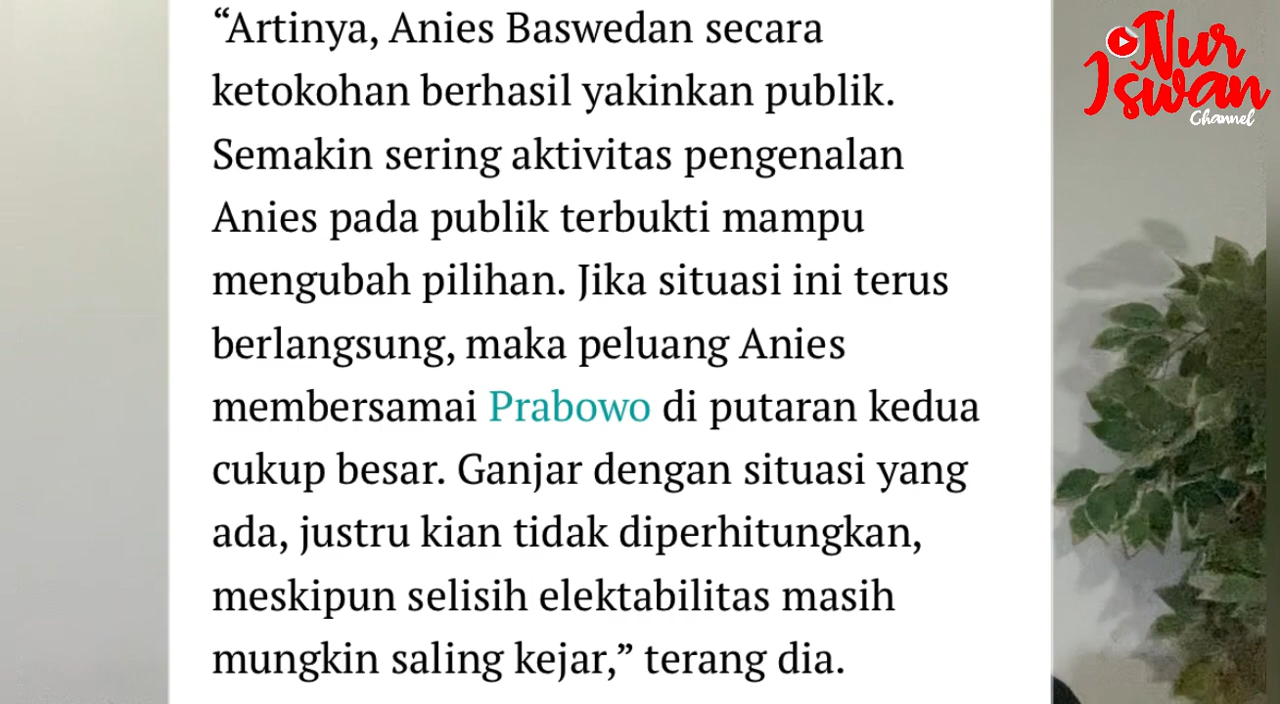 “Artinya, Anies Baswedan secara
ketokohan berhasil yakinkan publik.
Semakin sering aktivitas pengenalan
Anies pada publik terbukti mampu
mengubah pilihan. Jika situasi ini terus
berlangsung, maka peluang Anies
membersamai Prabowo di putaran kedua
cukup besar. Ganjar dengan situasi yang
ada, justru kian tidak diperhitungkan,
meskipun selisih elektabilitas masih
mungkin saling kejar,” terang dia.
Nur
Iswan
Channel